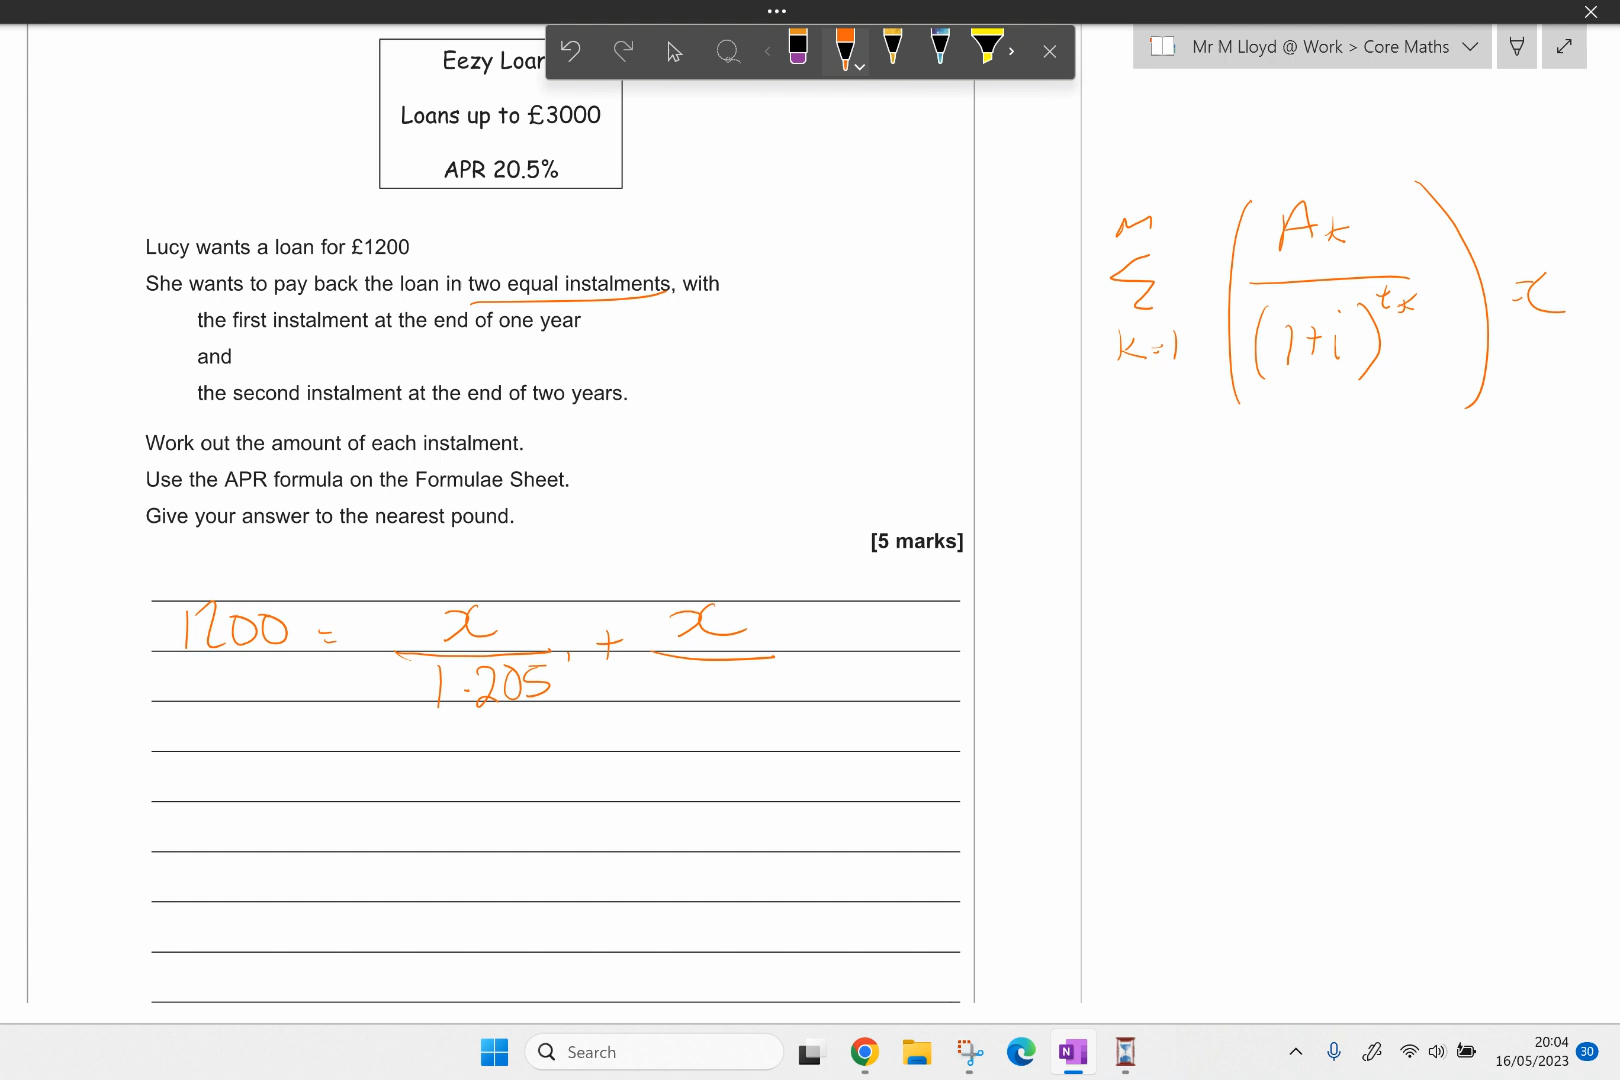 Mr M Lloyd @ Work > Core Maths
Eezy Loan
Loans up to £3000
APR 20.5%
Lucy wants a loan for £1200
She wants to pay back the loan in two equal instalments, with
the first instalment at the end of one year
and
the second instalment at the end of two years.
Work out the amount of each instalment.
Use the APR formula on the Formulae Sheet.
Give your answer to the nearest pound.
[5 marks]
1200 = x / 1.205 + x
m Σ k=1 ( A k / (1+i) t k ) = x
Search
20:04
16/05/2023
30